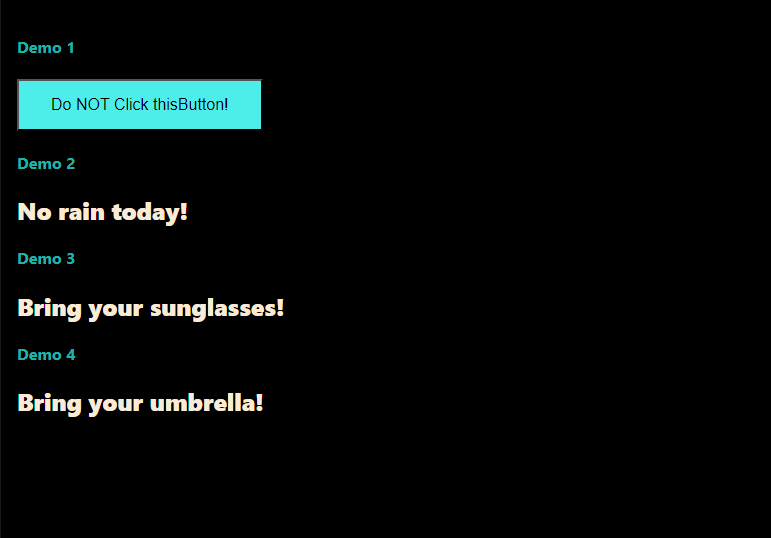 Demo 1
Do NOT Click thisButton!
Demo 2
No rain today!
Demo 3
Bring your sunglasses!
Demo 4
Bring your umbrella!